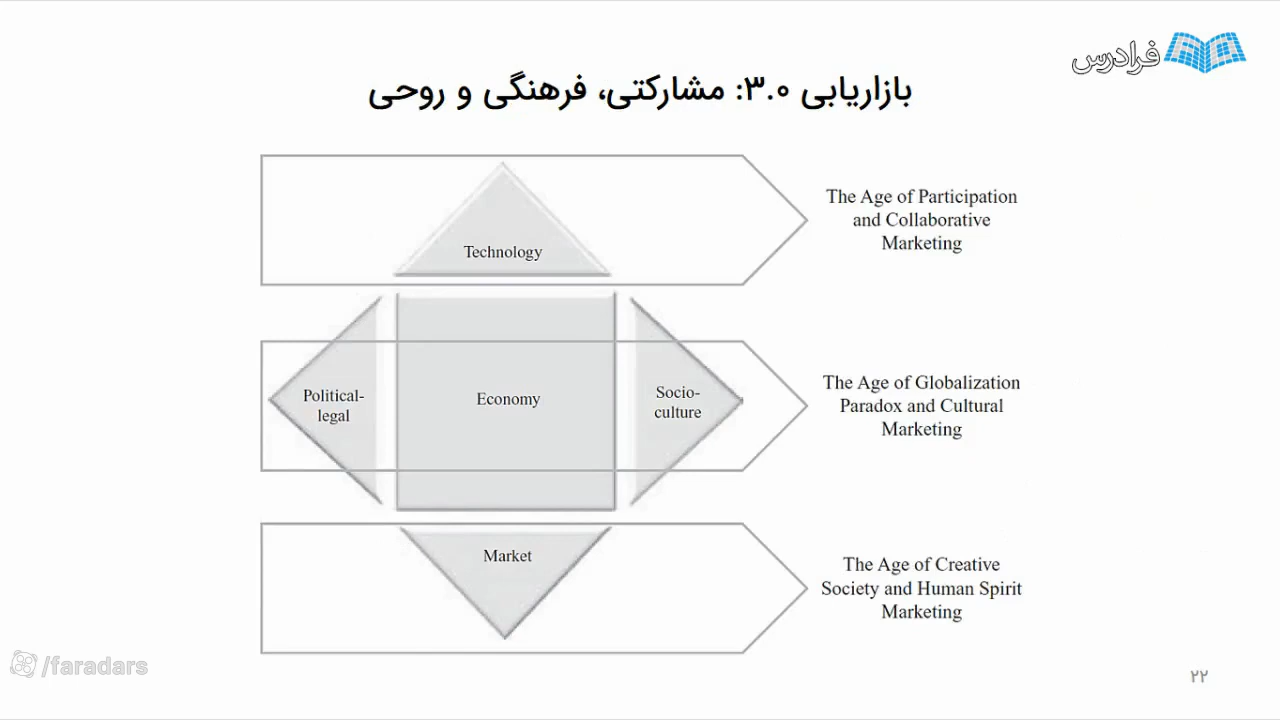 فرادرس
بازاریابی ۳.۰: مشارکتی، فرهنگی و روحی
Technology
The Age of Participation
and Collaborative
Marketing
Political-
legal
Economy
Socio-
culture
The Age of Globalization
Paradox and Cultural
Marketing
Market
The Age of Creative
Society and Human Spirit
Marketing
/faradars
۲۲